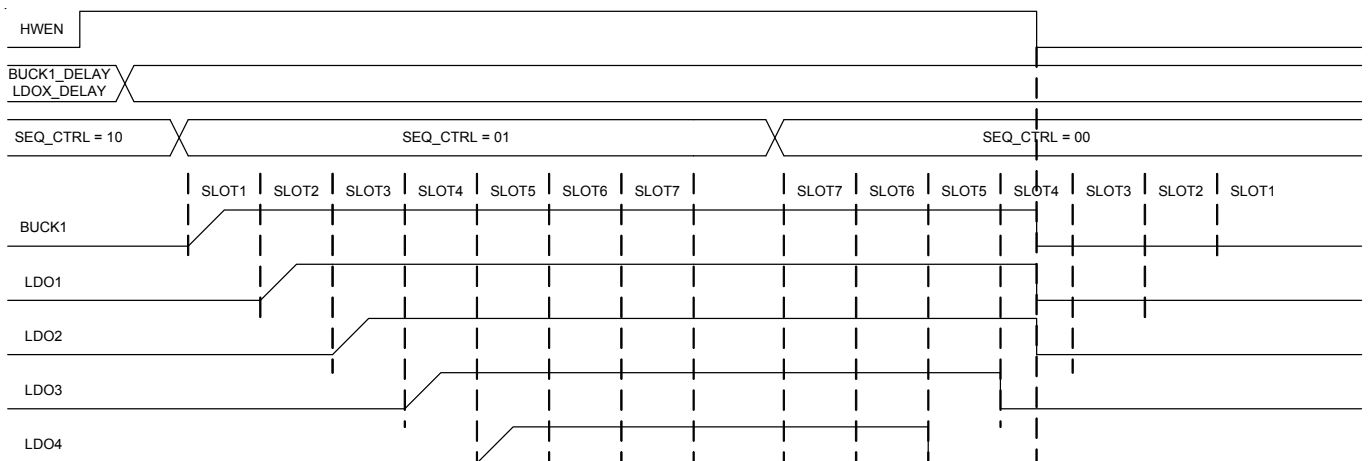 HWEN
BUCK1_DELAY
LDOX_DELAY
SEQ_CTRL = 10 SEQ_CTRL = 01 SEQ_CTRL = 00
SLOT1 SLOT2 SLOT3 SLOT4 SLOT5 SLOT6 SLOT7 SLOT7 SLOT6 SLOT5 SLOT4 SLOT3 SLOT2 SLOT1
BUCK1
LDO1
LDO2
LDO3
LDO4